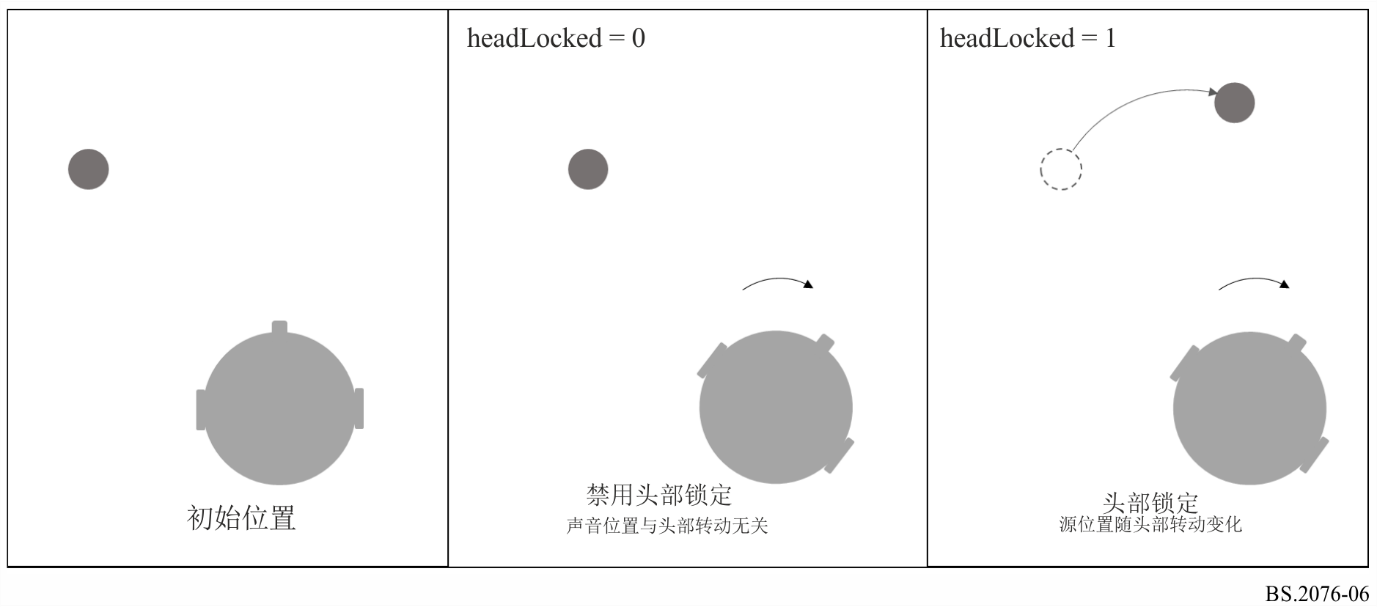 headLocked = 0
headLocked = 1
初始位置
禁用头部锁定
声音位置与头部转动无关
头部锁定
源位置随头部转动变化
BS.2076-06